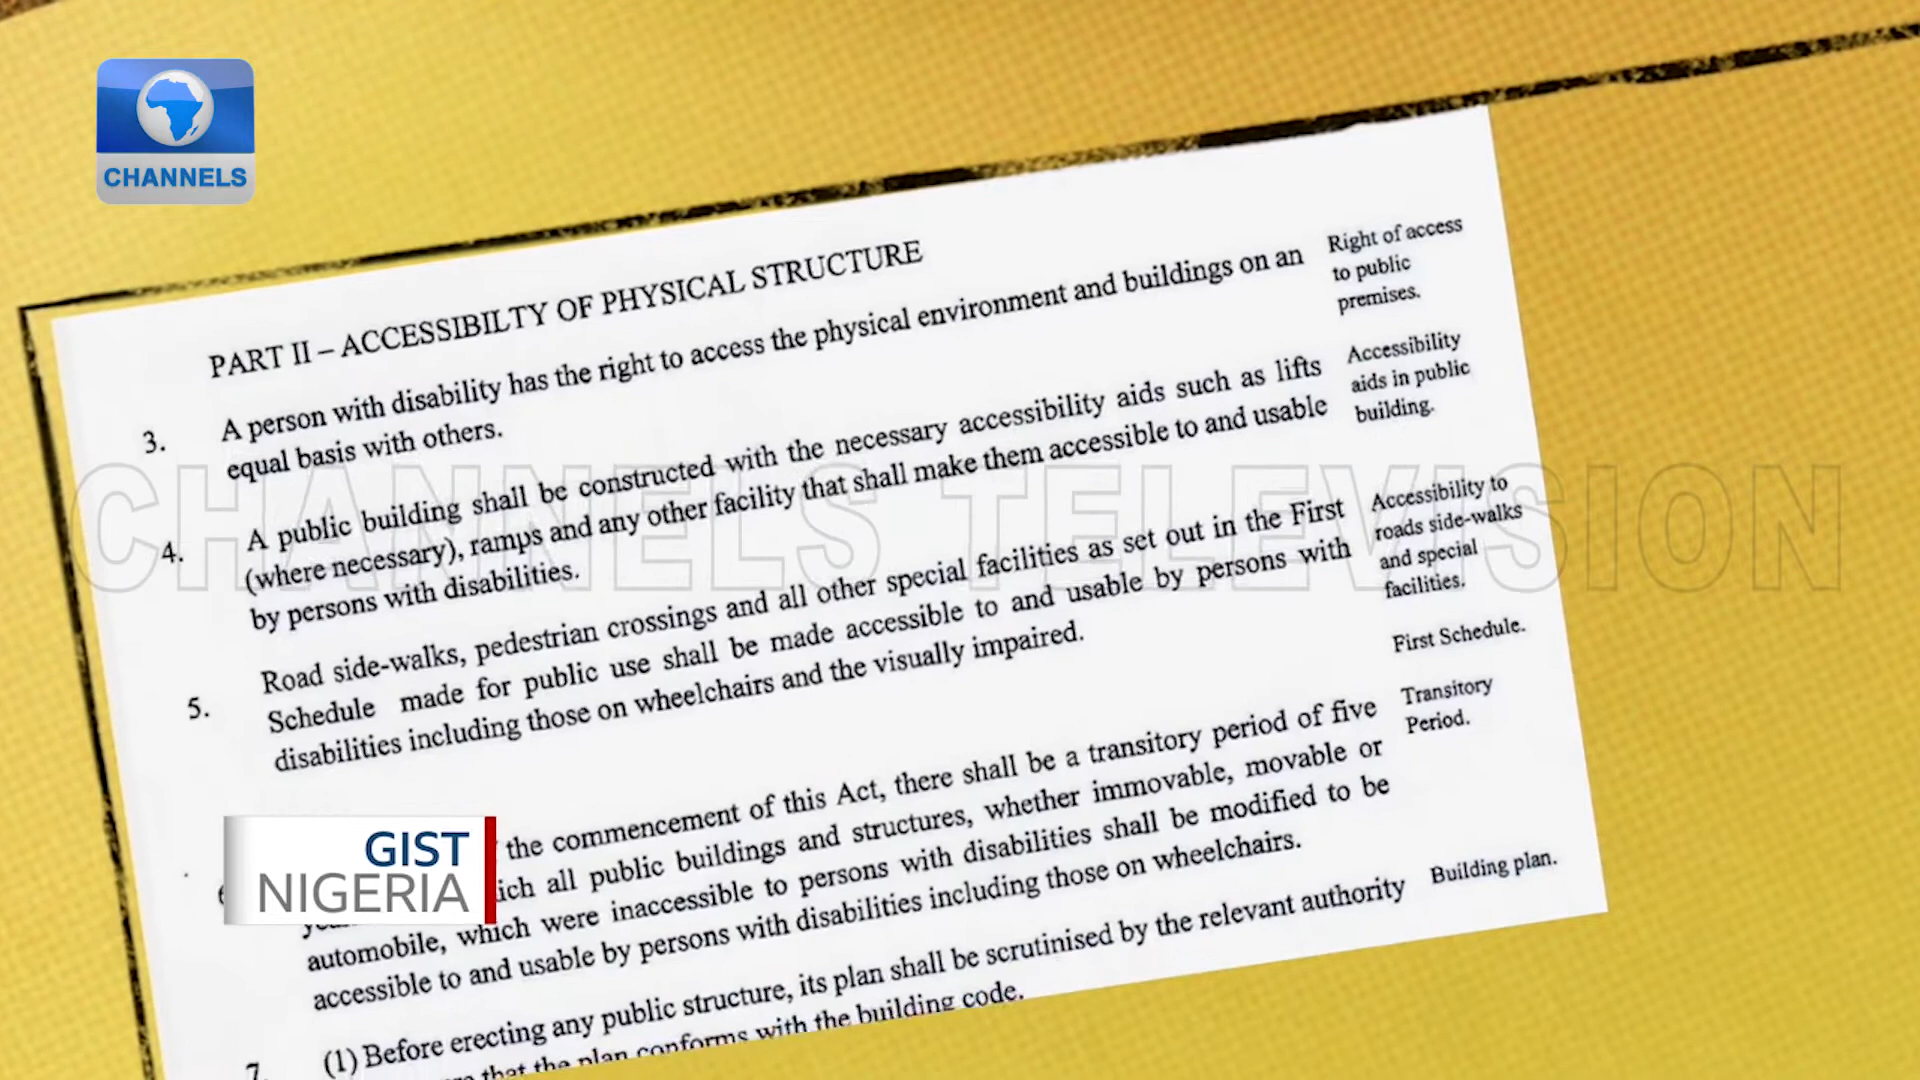 CHANNELS
PART II – ACCESSIBILTY OF PHYSICAL STRUCTURE
3. A person with disability has the right to access the physical environment and buildings on an
equal basis with others.
Right of access
to public
premises.
4. A public building shall be constructed with the necessary accessibility aids such as lifts
(where necessary), ramps and any other facility that shall make them accessible to and usable
by persons with disabilities.
Accessibility
aids in public
building.
CHANNELS TELEVISION
5. Road side-walks, pedestrian crossings and all other special facilities as set out in the First
Schedule made for public use shall be made accessible to and usable by persons with
disabilities including those on wheelchairs and the visually impaired.
Accessibility to
roads side-walks
and special
facilities.
First Schedule.
the commencement of this Act, there shall be a transitory period of five
all public buildings and structures, whether immovable, movable or
automobile, which were inaccessible to persons with disabilities shall be modified to be
accessible to and usable by persons with disabilities including those on wheelchairs.
Transitory
Period.
GIST
NIGERIA
7. (1) Before erecting any public structure, its plan shall be scrutinised by the relevant authority
that the plan conforms with the building code.
Building plan.